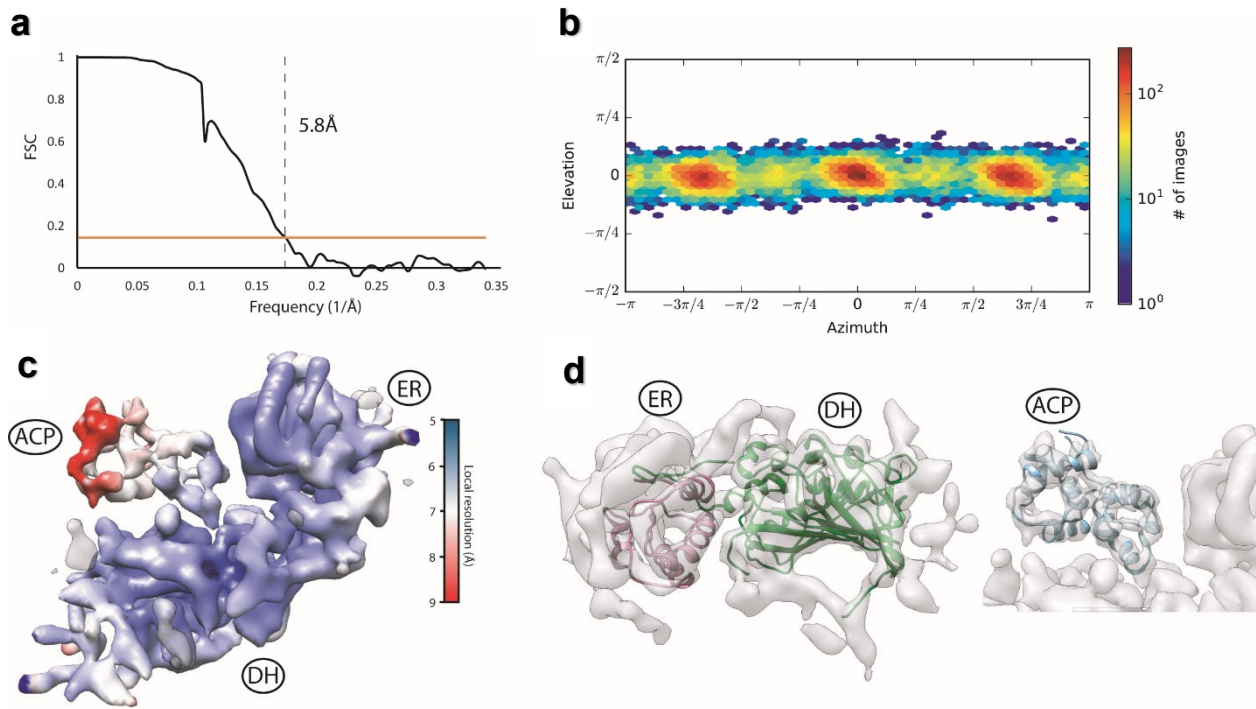 a
FSC
1
0.8
0.6
0.4
0.2
0
5.8Å
0
0.05
0.1
0.15
0.2
0.25
0.3
0.35
Frequency (1/Å)
b
Elevation
π/2
π/4
0
−π/4
−π/2
−π
−3π/4
−π/2
−π/4
0
π/4
π/2
3π/4
π
Azimuth
10²
10¹
10⁰
# of images
c
ACP
ER
DH
5
6
7
8
9
Local resolution (Å)
d
ER
DH
ACP